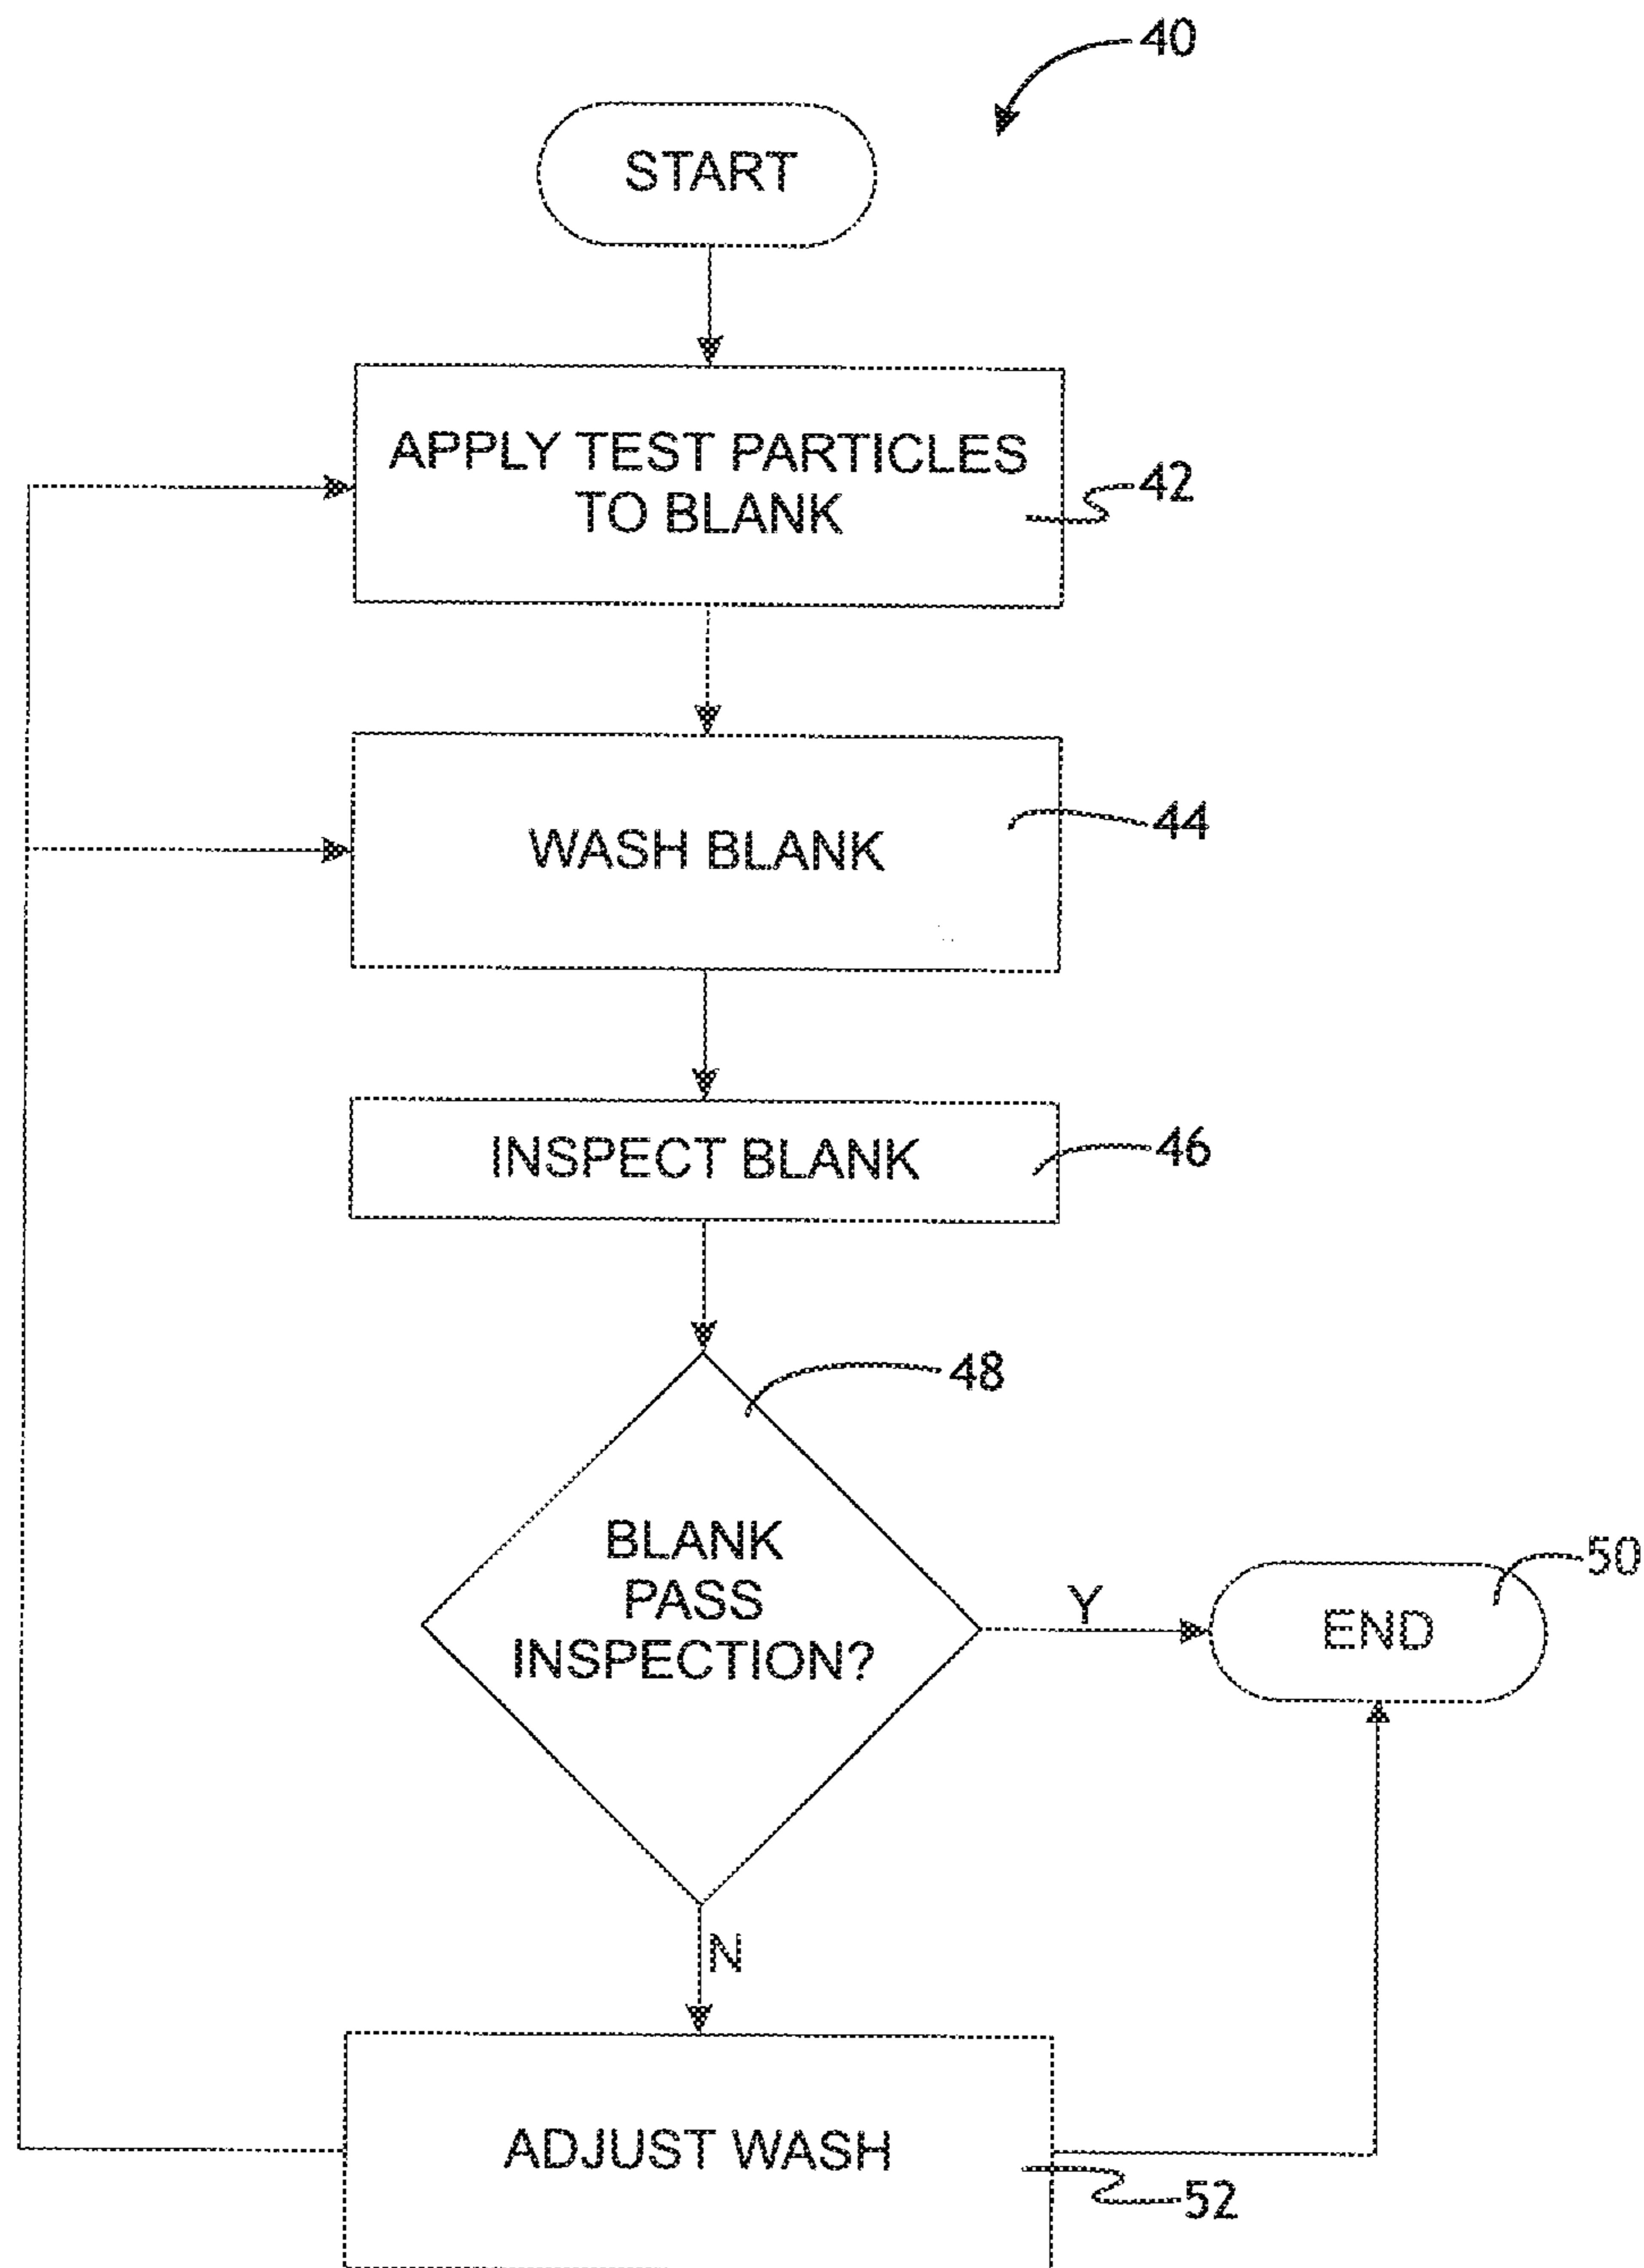 40
START
APPLY TEST PARTICLES
TO BLANK
42
WASH BLANK
44
INSPECT BLANK
46
48
BLANK
PASS
INSPECTION?
Y
50
END
N
ADJUST WASH
52